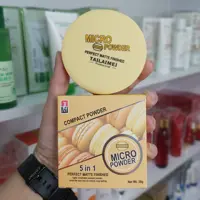 MICRO
POWDER
PERFECT MATTE FINISHED
TAILAIMEI
COMPACT POWDER
5 in 1
PERFECT MATTE FINISHED
MICRO
POWDER